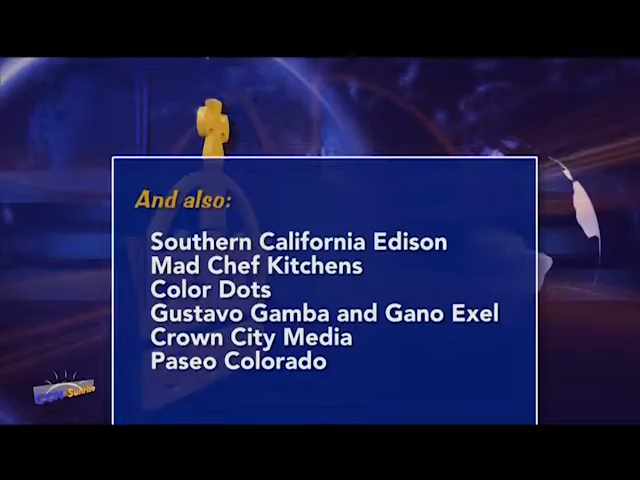 And also:
Southern California Edison
Mad Chef Kitchens
Color Dots
Gustavo Gamba and Gano Exel
Crown City Media
Paseo Colorado
Sunrise